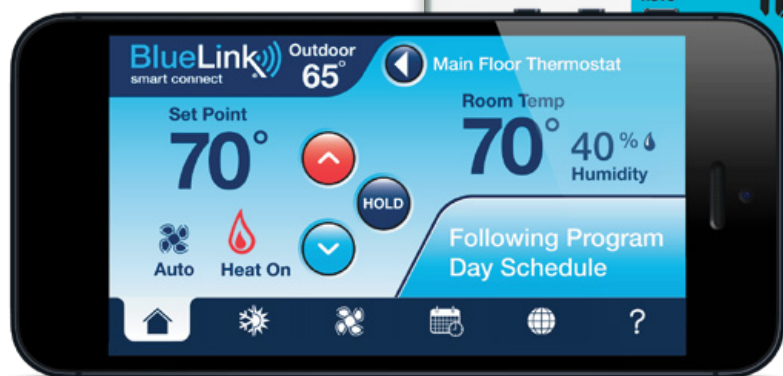 BlueLink
smart connect
Outdoor
65°
Main Floor Thermostat
Set Point
70°
Room Temp
70°
40%
Humidity
HOLD
Auto
Heat On
Following Program
Day Schedule
?